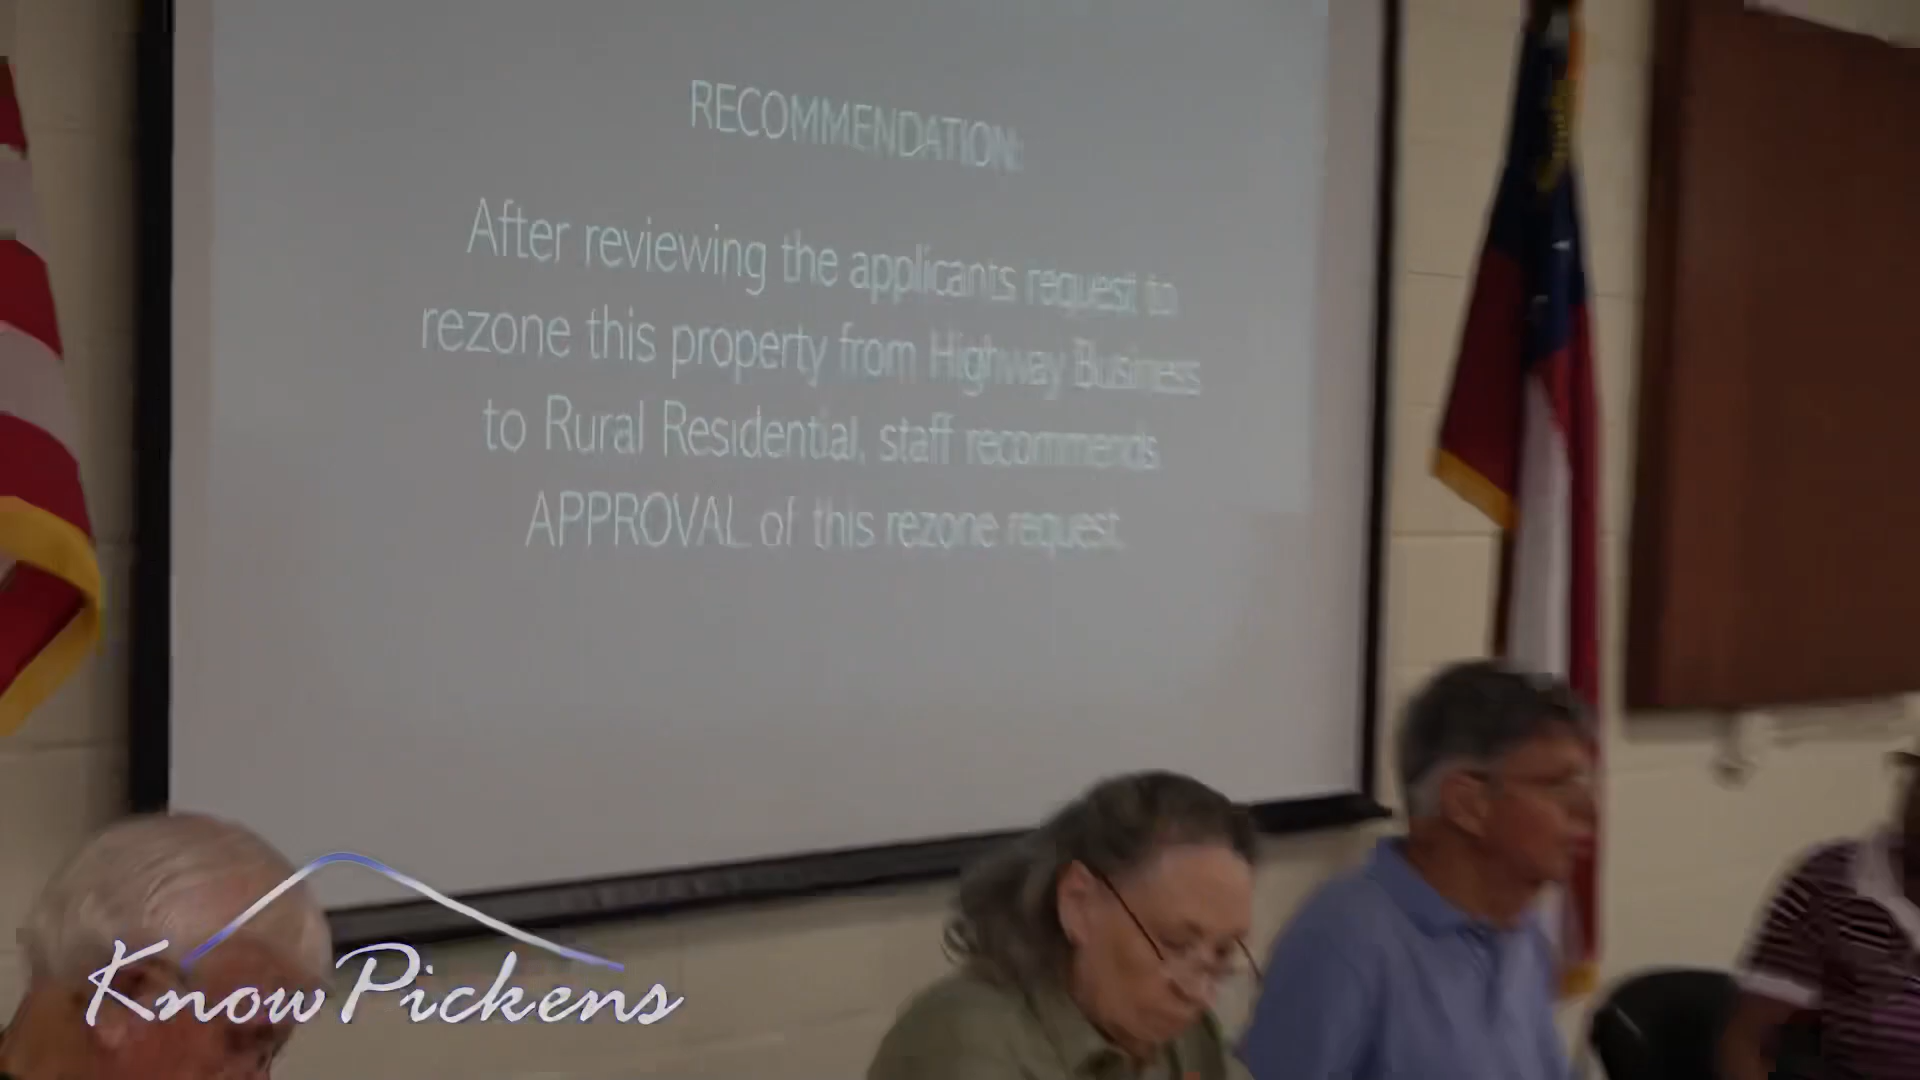 RECOMMENDATION:
After reviewing the applicants request to
rezone this property from Highway Business
to Rural Residential, staff recommends
APPROVAL of this rezone request.
KnowPickens